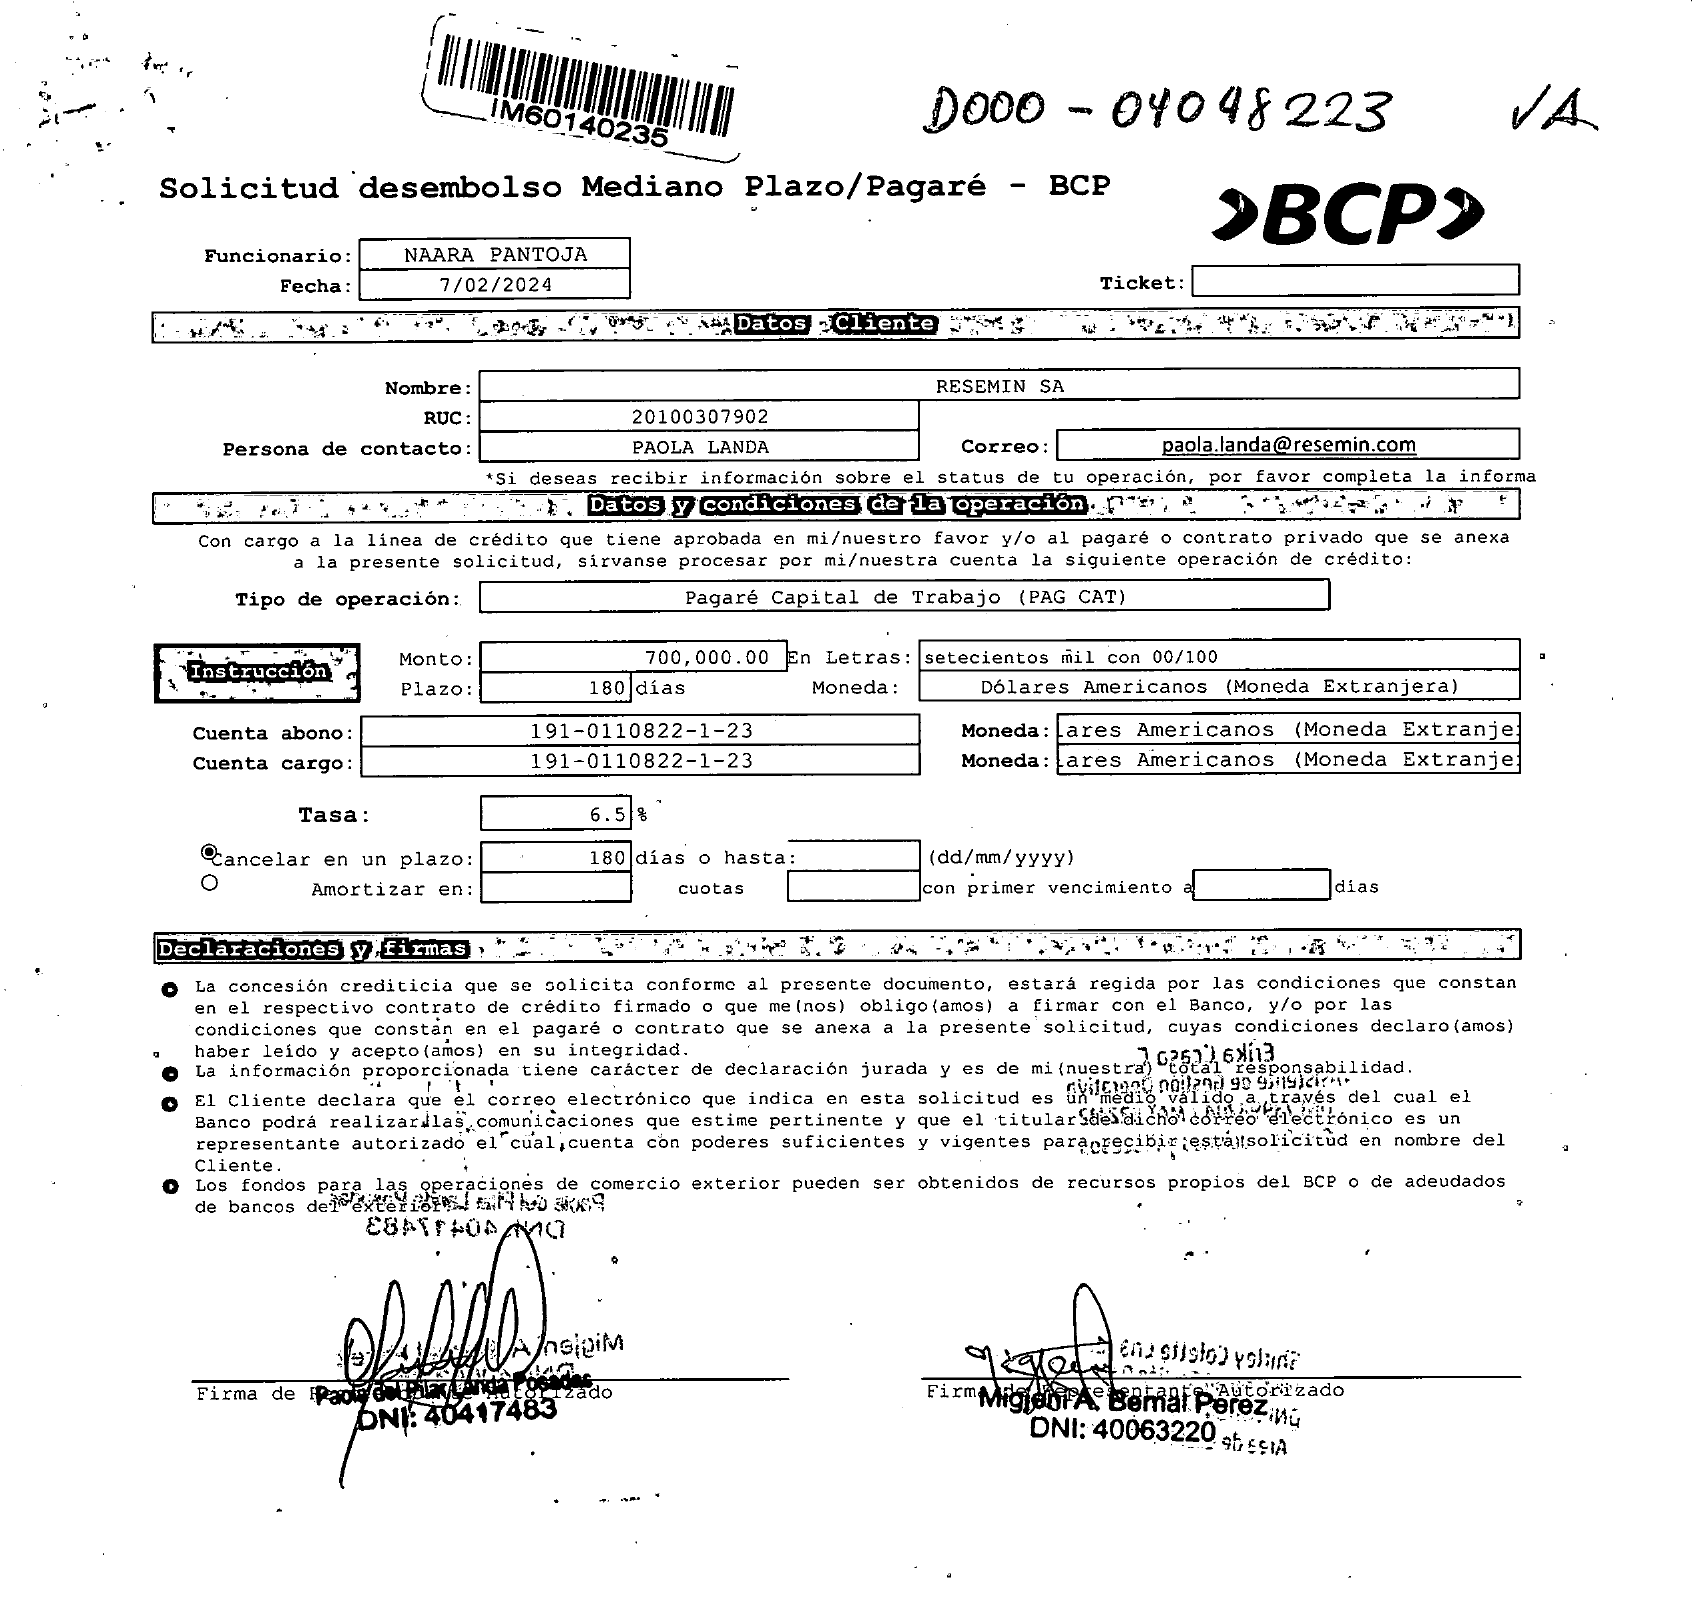 IM60140235
D000 - 04048223 VA
Solicitud desembolso Mediano Plazo/Pagaré - BCP
BCP
Funcionario: NAARA PANTOJA
Fecha: 7/02/2024
Ticket:
Datos Cliente
Nombre: RESEMIN SA
RUC: 20100307902
Persona de contacto: PAOLA LANDA Correo: paola.landa@resemin.com
*Si deseas recibir información sobre el status de tu operación, por favor completa la informa
Datos y condiciones de la operación
Con cargo a la línea de crédito que tiene aprobada en mi/nuestro favor y/o al pagaré o contrato privado que se anexa
a la presente solicitud, sírvanse procesar por mi/nuestra cuenta la siguiente operación de crédito:
Tipo de operación: Pagaré Capital de Trabajo (PAG CAT)
Instrucción
Monto: 700,000.00 En Letras: setecientos mil con 00/100
Plazo: 180 días Moneda: Dólares Americanos (Moneda Extranjera)
Cuenta abono: 191-0110822-1-23 Moneda: lares Americanos (Moneda Extranje
Cuenta cargo: 191-0110822-1-23 Moneda: lares Americanos (Moneda Extranje
Tasa: 6.5 %
Cancelar en un plazo: 180 días o hasta: (dd/mm/yyyy)
Amortizar en: cuotas con primer vencimiento a días
Declaraciones y firmas
La concesión crediticia que se solicita conforme al presente documento, estará regida por las condiciones que constan
en el respectivo contrato de crédito firmado o que me(nos) obligo(amos) a firmar con el Banco, y/o por las
condiciones que constan en el pagaré o contrato que se anexa a la presente solicitud, cuyas condiciones declaro(amos)
haber leído y acepto(amos) en su integridad.
La información proporcionada tiene carácter de declaración jurada y es de mi(nuestra) total responsabilidad.
El Cliente declara que el correo electrónico que indica en esta solicitud es un medio válido a través del cual el
Banco podrá realizar las comunicaciones que estime pertinente y que el titular de dicho correo electrónico es un
representante autorizado el cual cuenta con poderes suficientes y vigentes para recibir esta solicitud en nombre del
Cliente.
Los fondos para las operaciones de comercio exterior pueden ser obtenidos de recursos propios del BCP o de adeudados
de bancos del exterior.
Firma de Representante Autorizado
Paola del Pilar Landa Posadas
DNI: 40417483
Firma de Representante Autorizado
Migleni A. Bernal Perez
DNI: 40063220